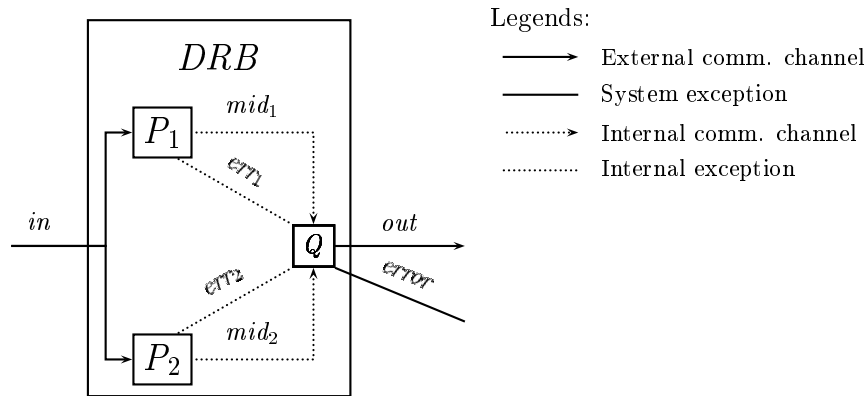 Legends:
External comm. channel
System exception
Internal comm. channel
Internal exception
DRB
P₁
mid₁
err₁
in
Q
out
error
err₂
P₂
mid₂